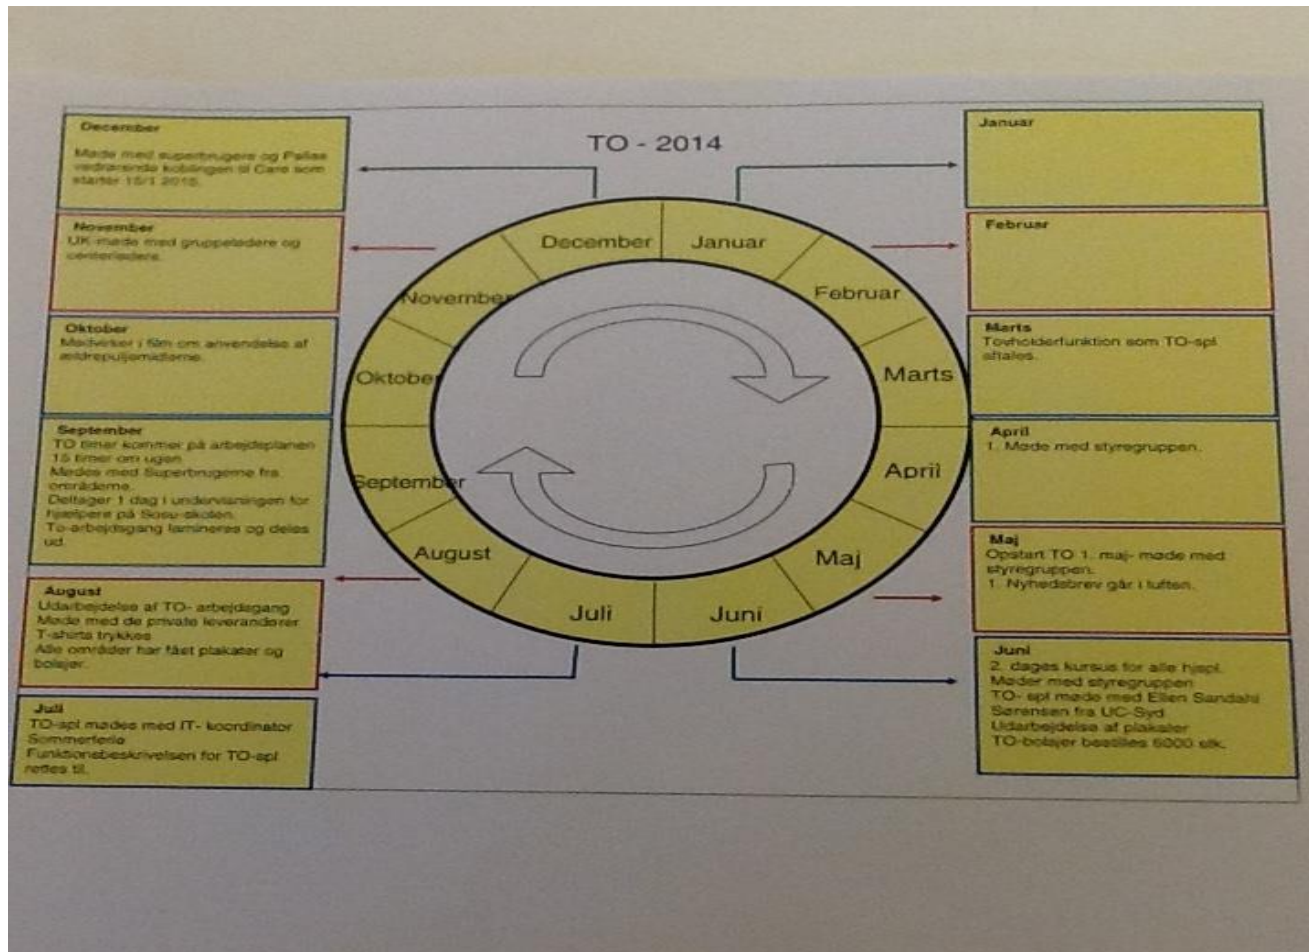 TO - 2014
December
Møde med superbrugere og Pallas
vedrørende koblingen til Care som
starter 15/1 2015.
November
UK-møde med gruppeledere og
centerledere.
Oktober
Medvirker i film om anvendelse af
ældrepuljemidlerne.
September
TO timer kommer på arbejdsplanen
15 timer om ugen
Mødes med Superbrugerne fra
områderne.
Deltager 1 dag i undervisningen for
hjælpere på Sosu-skolen.
To-arbejdsgang lamineres og deles
ud.
August
Udarbejdelse af TO- arbejdsgang
Møde med de private leverandører
T-shirts trykkes
Alle områder har fået plakater og
bolsjer.
Juli
TO-spl mødes med IT- koordinator
Sommerferie
Funktionsbeskrivelsen for TO-spl
rettes til.
December
Januar
November
Februar
Oktober
Marts
September
April
August
Maj
Juli
Juni
Januar
Februar
Marts
Tovholderfunktion som TO-spl
aftales.
April
1. Møde med styregruppen.
Maj
Opstart TO 1. maj- møde med
styregruppen.
1. Nyhedsbrev går i luften.
Juni
2. dages kursus for alle hjspl.
Møder med styregruppen
TO- spl møde med Ellen Sandahl
Sørensen fra UC-Syd
Udarbejdelse af plakater
TO-bolsjer bestilles 6000 stk.